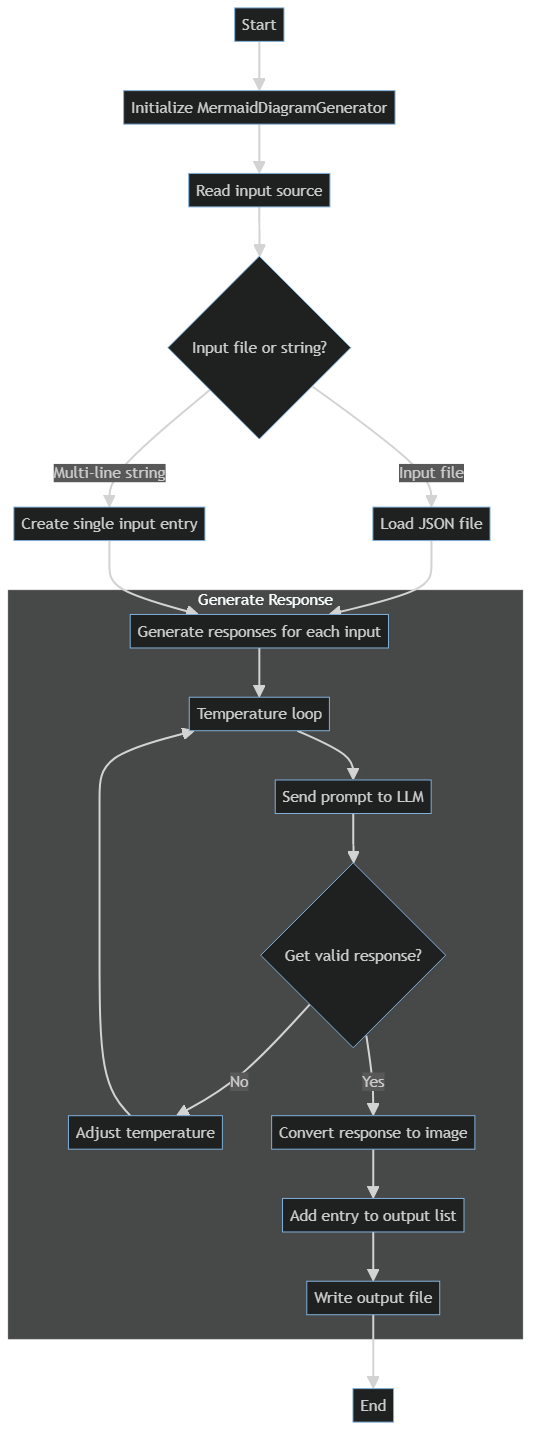 Start
Initialize MermaidDiagramGenerator
Read input source
Input file or string?
Multi-line string
Input file
Create single input entry
Load JSON file
Generate Response
Generate responses for each input
Temperature loop
Send prompt to LLM
Get valid response?
No
Yes
Adjust temperature
Convert response to image
Add entry to output list
Write output file
End